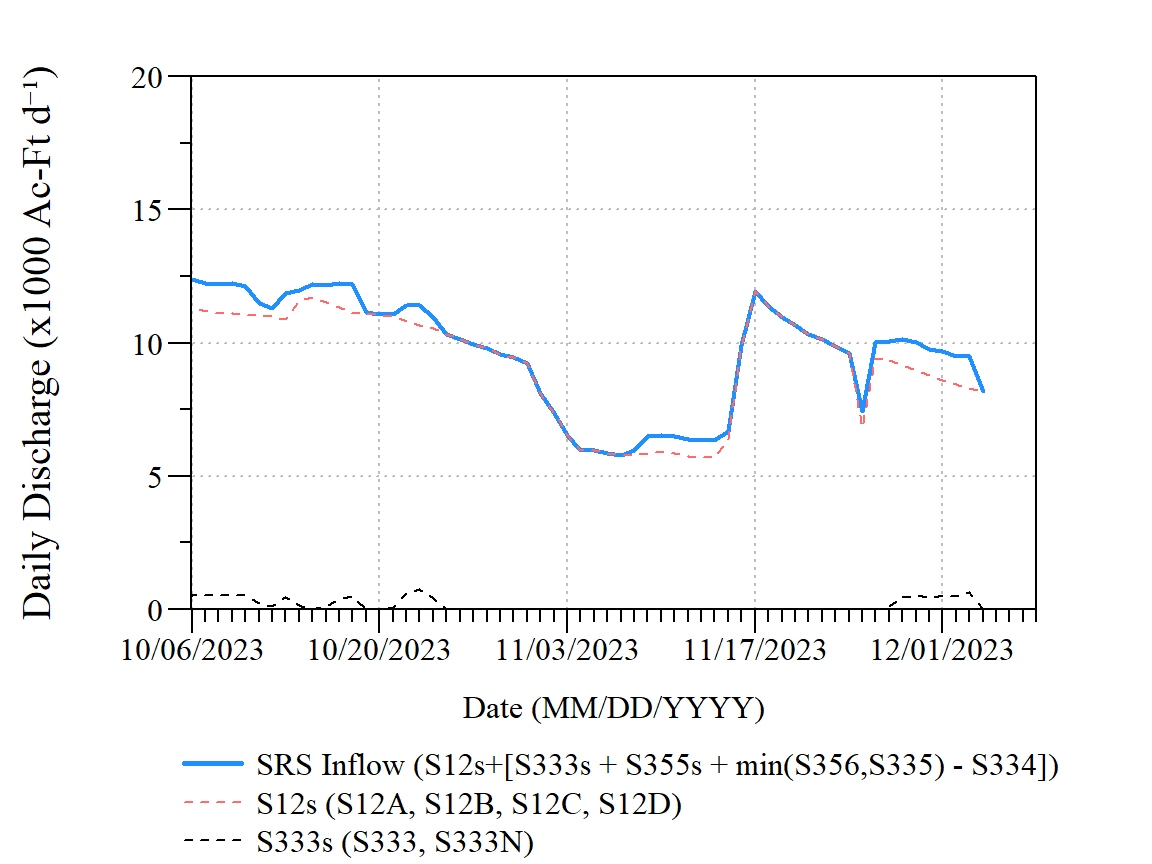 Daily Discharge (x1000 Ac-Ft d⁻¹)
20
15
10
5
0
10/06/2023 10/20/2023 11/03/2023 11/17/2023 12/01/2023
Date (MM/DD/YYYY)
SRS Inflow (S12s+[S333s + S355s + min(S356,S335) - S334])
S12s (S12A, S12B, S12C, S12D)
S333s (S333, S333N)